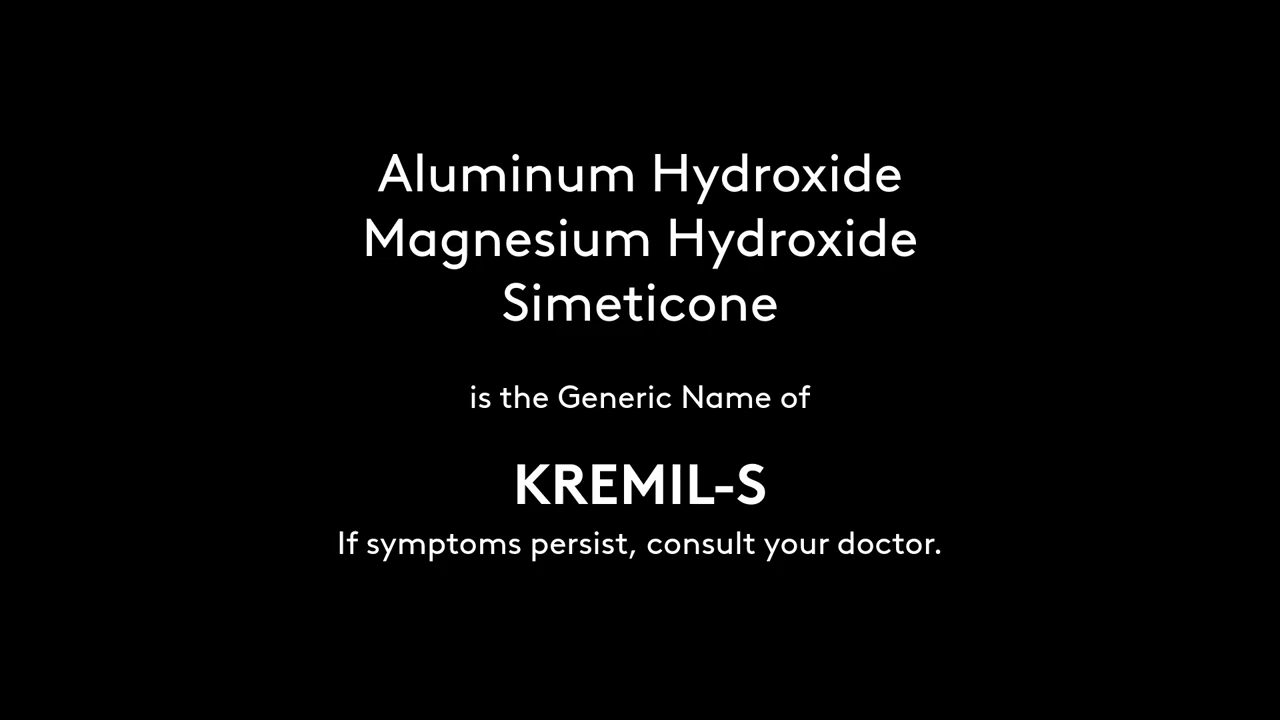 Aluminum Hydroxide
Magnesium Hydroxide
Simeticone
is the Generic Name of
KREMIL-S
If symptoms persist, consult your doctor.